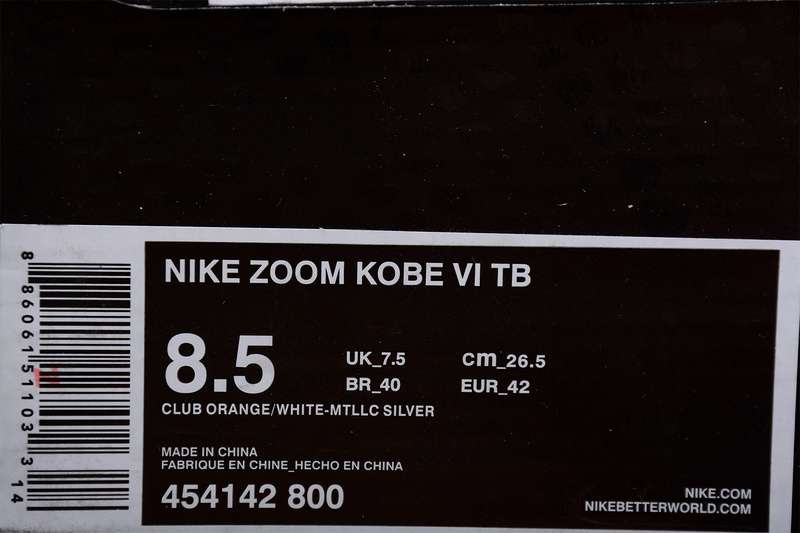 8 86061 51103 3 14
NIKE ZOOM KOBE VI TB
8.5
UK_7.5 cm_26.5
BR_40 EUR_42
CLUB ORANGE/WHITE-MTLLC SILVER
MADE IN CHINA
FABRIQUE EN CHINE_HECHO EN CHINA
454142 800
NIKE.COM
NIKEBETTERWORLD.COM